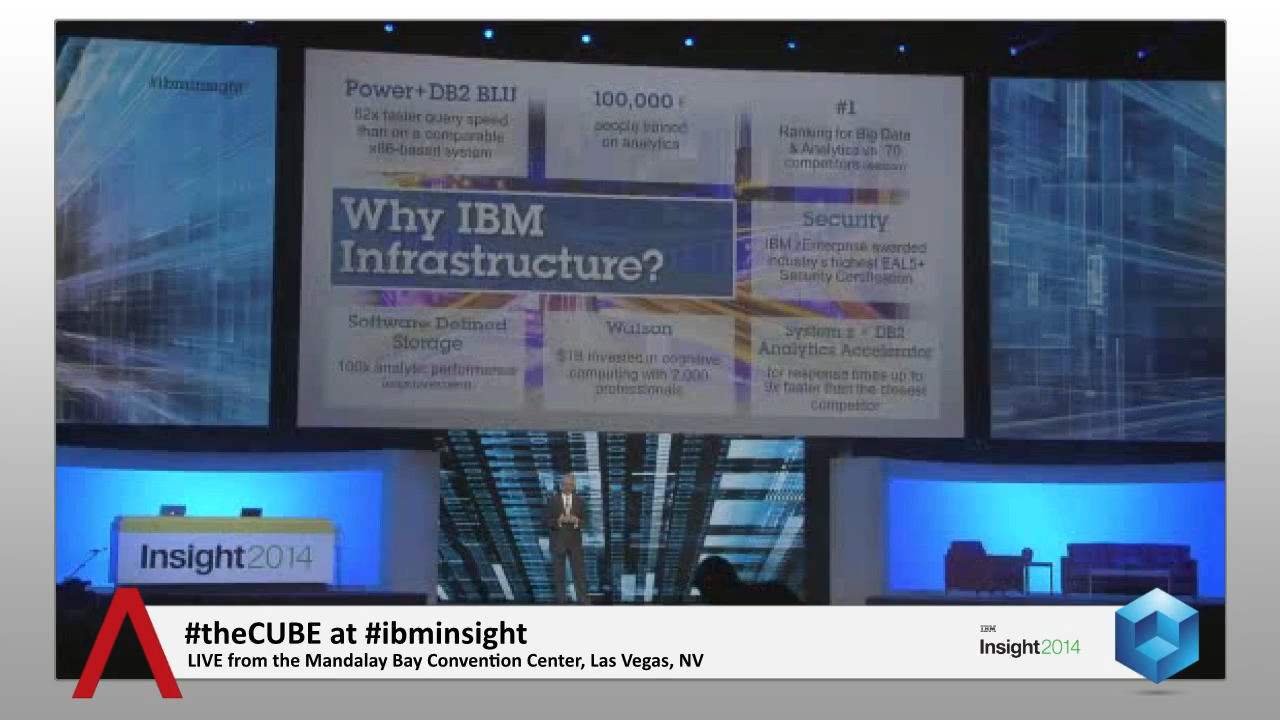 #ibminsight
Power+DB2 BLU
82x faster query speed
than on a comparable
x86-based system
100,000+
people trained
on analytics
#1
Ranking for Big Data
& Analytics vs. 70
competitors
Why IBM
Infrastructure?
Security
IBM zEnterprise awarded
industry's highest EAL5+
Security Certification
Software Defined
Storage
100x analytic performance
improvement
Watson
$1B invested in cognitive
computing with 2,000
professionals
System z + DB2
Analytics Accelerator
for response times up to
9x faster than the closest
competitor
Insight2014
#theCUBE at #ibminsight
LIVE from the Mandalay Bay Convention Center, Las Vegas, NV
IBM
Insight2014